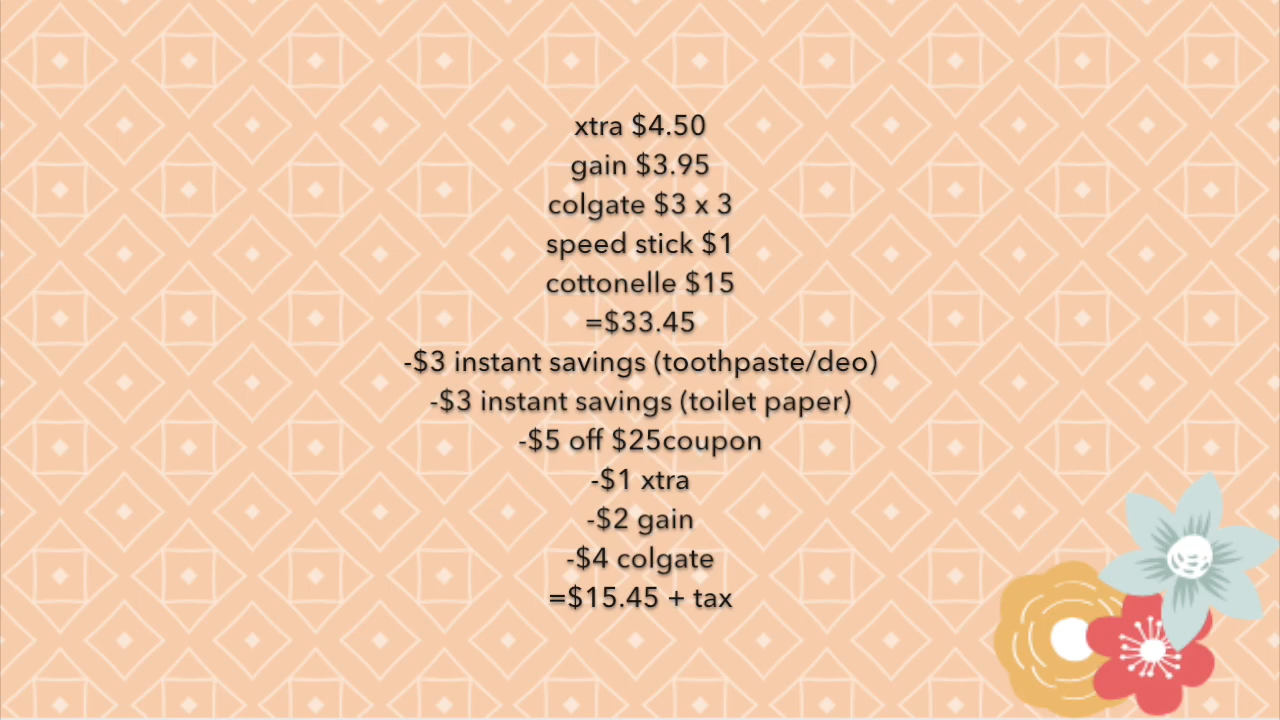 xtra $4.50
gain $3.95
colgate $3 x 3
speed stick $1
cottonelle $15
=$33.45
-$3 instant savings (toothpaste/deo)
-$3 instant savings (toilet paper)
-$5 off $25coupon
-$1 xtra
-$2 gain
-$4 colgate
=$15.45 + tax